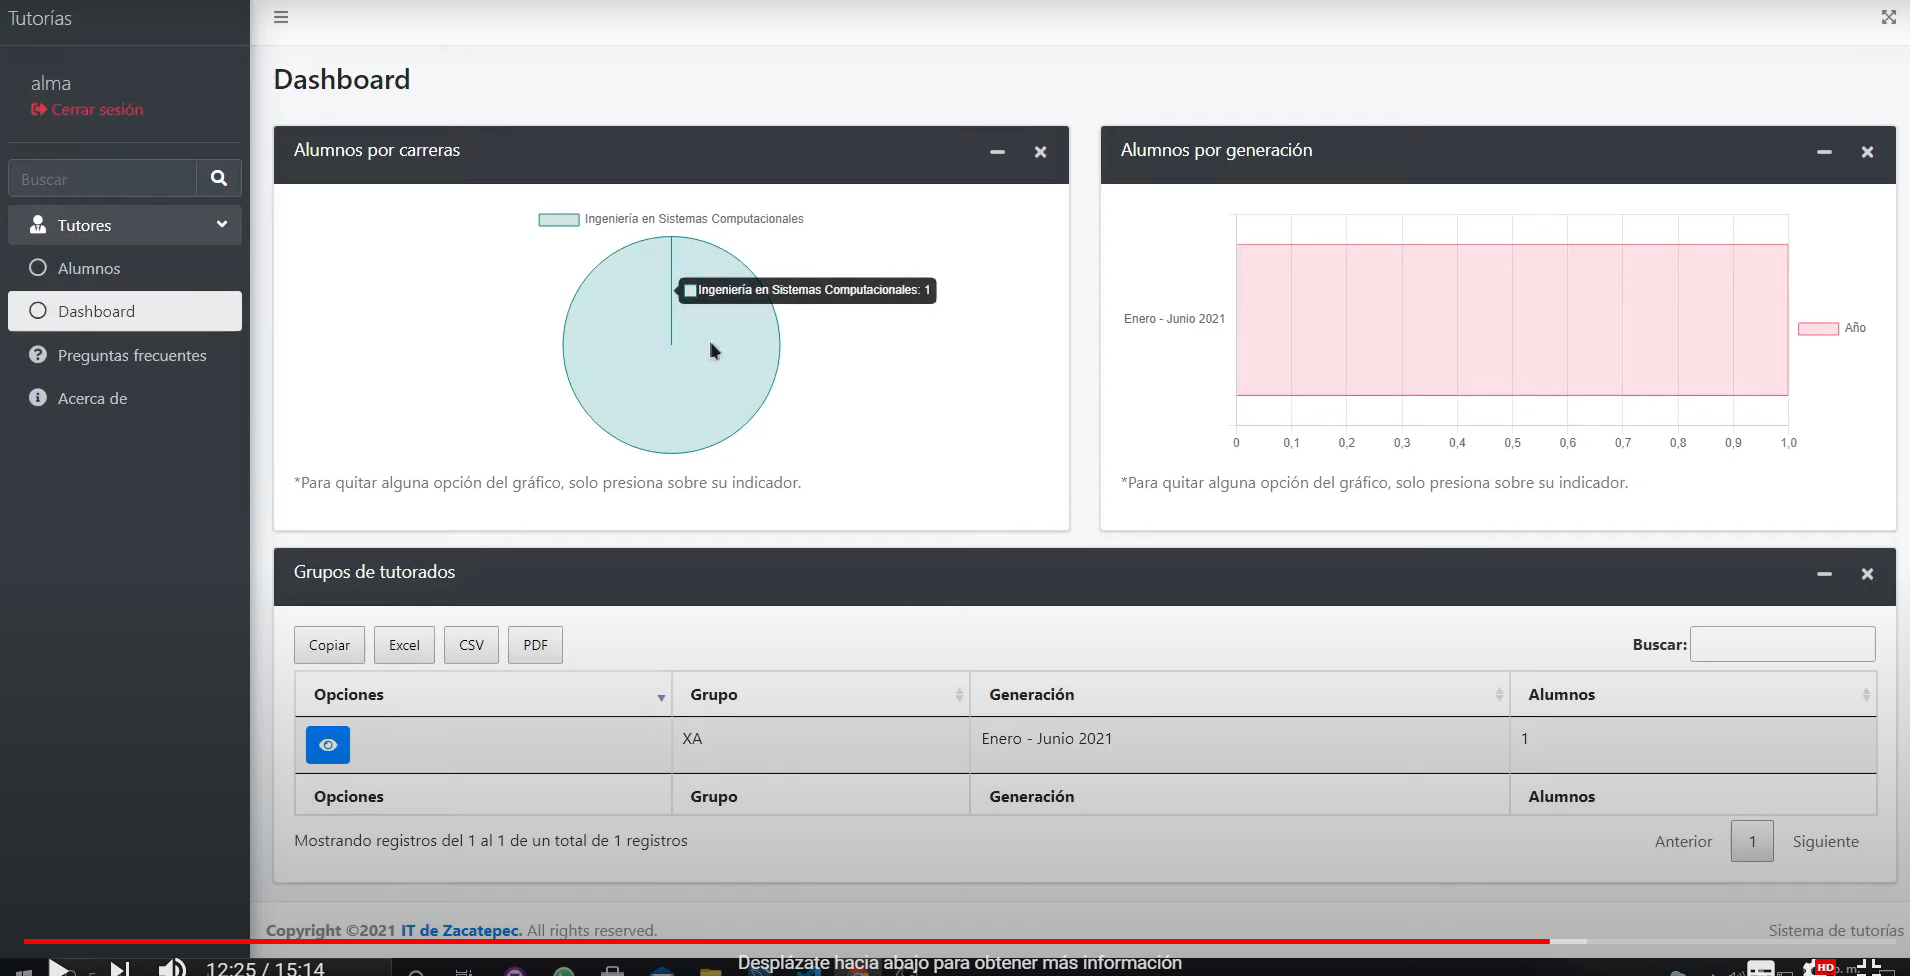 Tutorías
alma
Cerrar sesión
Buscar
Tutores
Alumnos
Dashboard
Preguntas frecuentes
Acerca de
Dashboard
Alumnos por carreras
Ingeniería en Sistemas Computacionales
Ingeniería en Sistemas Computacionales: 1
*Para quitar alguna opción del gráfico, solo presiona sobre su indicador.
Alumnos por generación
Enero - Junio 2021
Año
0 0,1 0,2 0,3 0,4 0,5 0,6 0,7 0,8 0,9 1,0
*Para quitar alguna opción del gráfico, solo presiona sobre su indicador.
Grupos de tutorados
Copiar Excel CSV PDF Buscar:
Opciones Grupo Generación Alumnos
XA Enero - Junio 2021 1
Opciones Grupo Generación Alumnos
Mostrando registros del 1 al 1 de un total de 1 registros Anterior 1 Siguiente
Copyright ©2021 IT de Zacatepec. All rights reserved. Sistema de tutorías
12:25 / 15:14 Desplázate hacia abajo para obtener más información HD